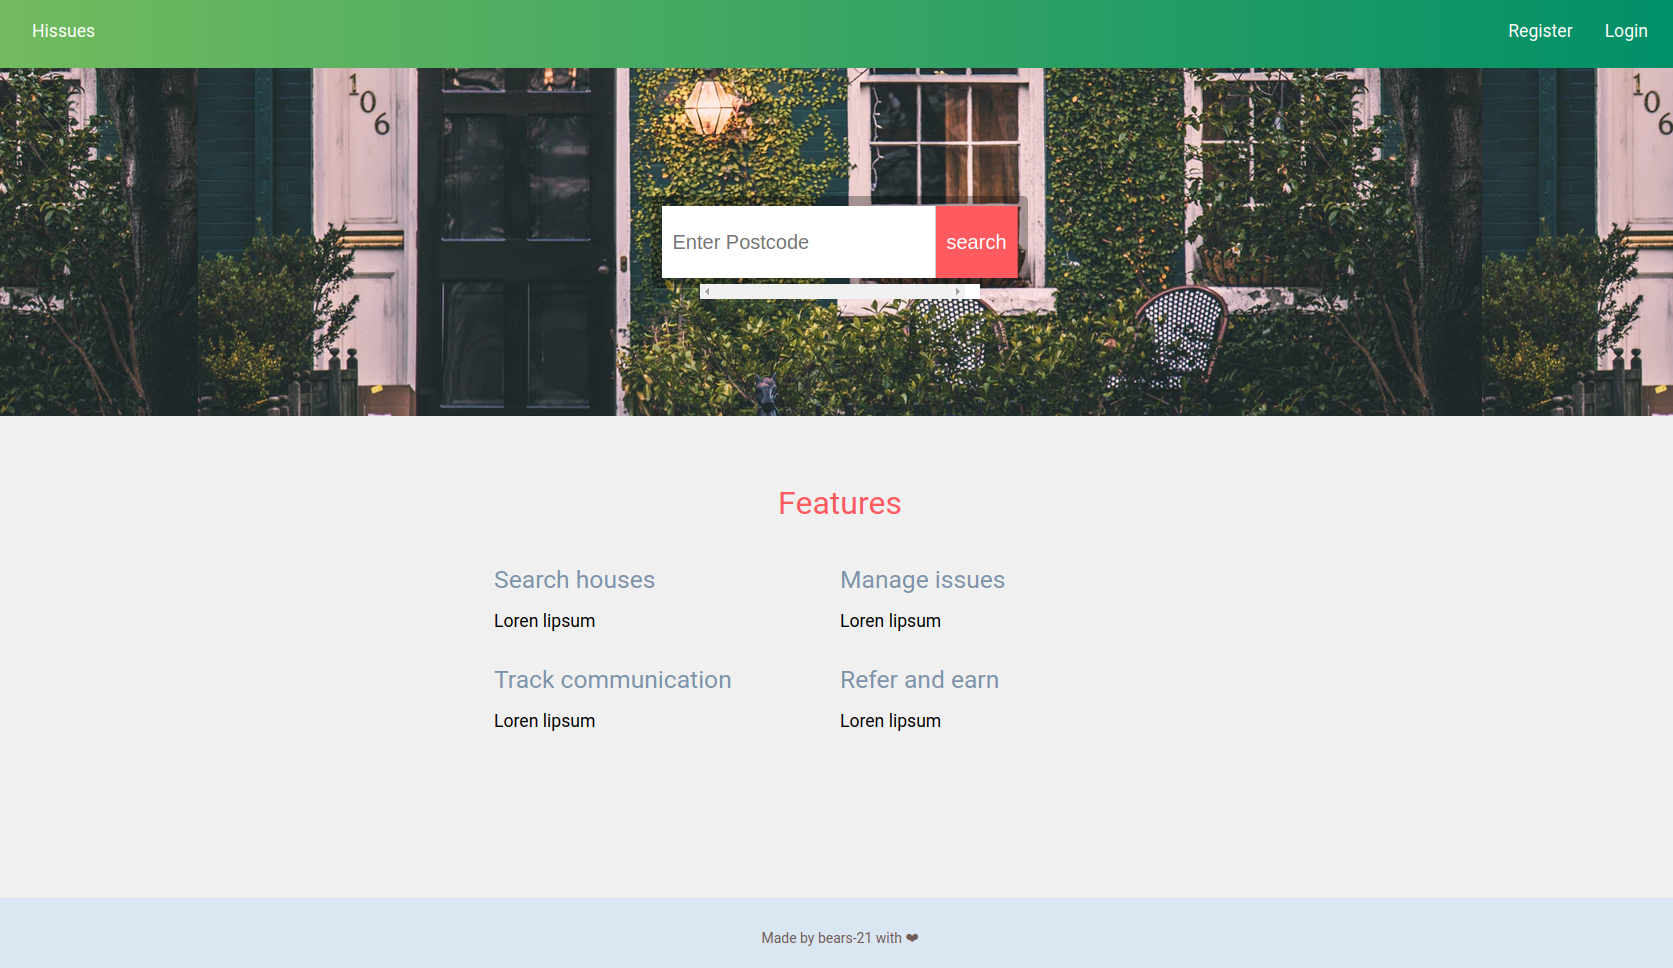 Hissues
Register
Login
106
106
Enter Postcode
search
Features
Search houses
Manage issues
Loren lipsum
Loren lipsum
Track communication
Refer and earn
Loren lipsum
Loren lipsum
Made by bears-21 with ❤